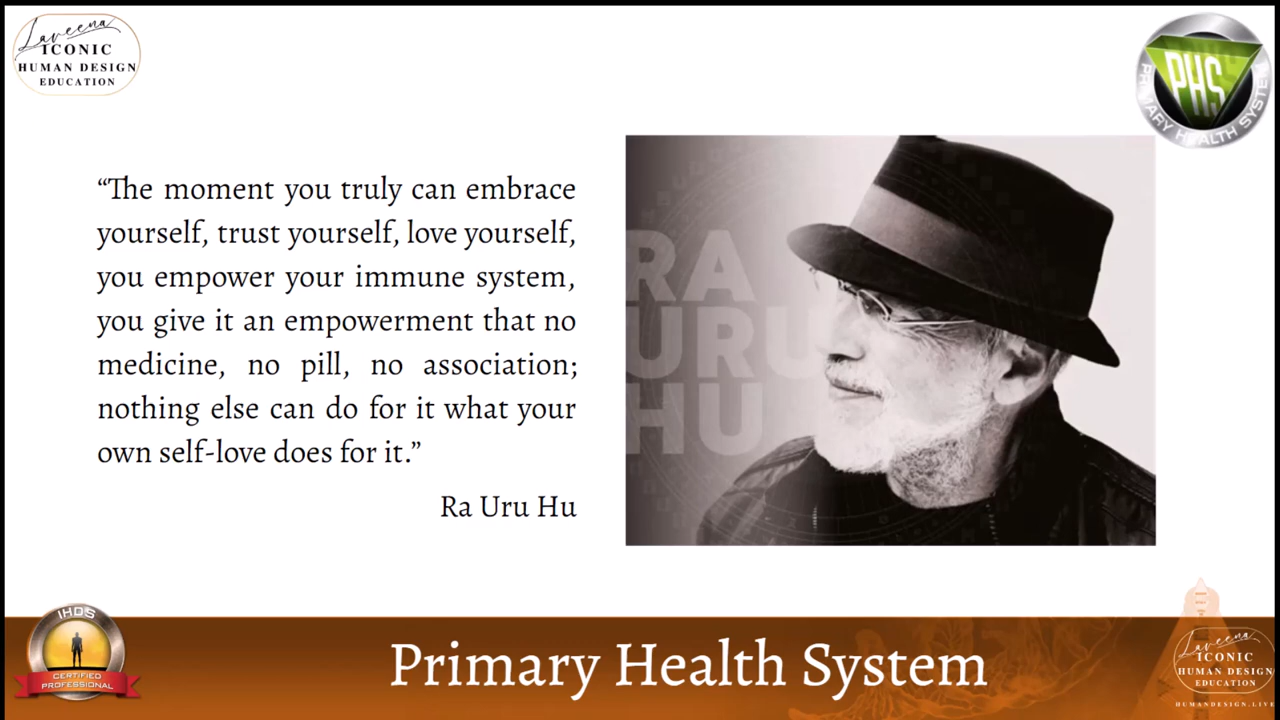 Laveena
ICONIC
HUMAN DESIGN
EDUCATION
PHS
PRIMARY HEALTH SYSTEM
“The moment you truly can embrace
yourself, trust yourself, love yourself,
you empower your immune system,
you give it an empowerment that no
medicine, no pill, no association;
nothing else can do for it what your
own self-love does for it.”
Ra Uru Hu
RA
URU
HU
IHDS
CERTIFIED
PROFESSIONAL
Primary Health System
Laveena
ICONIC
HUMAN DESIGN
EDUCATION
HUMANDESIGN.LIVE